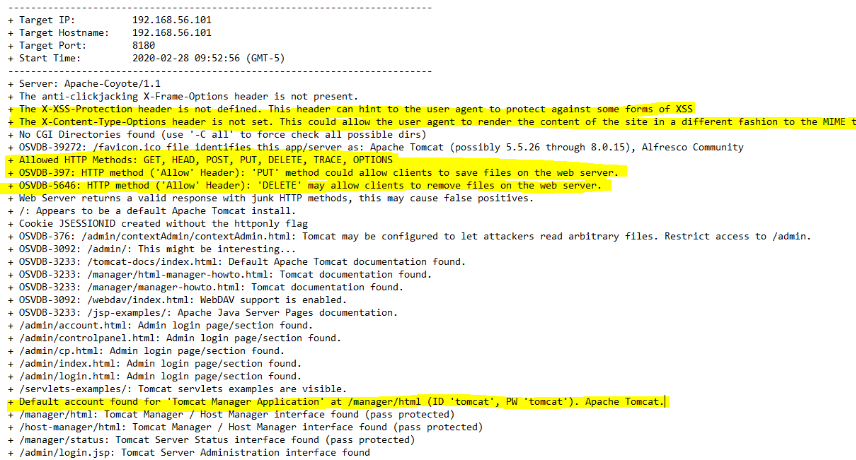 ---------------------------------------------------------------------------
+ Target IP: 192.168.56.101
+ Target Hostname: 192.168.56.101
+ Target Port: 8180
+ Start Time: 2020-02-28 09:52:56 (GMT-5)
---------------------------------------------------------------------------
+ Server: Apache-Coyote/1.1
+ The anti-clickjacking X-Frame-Options header is not present.
+ The X-XSS-Protection header is not defined. This header can hint to the user agent to protect against some forms of XSS
+ The X-Content-Type-Options header is not set. This could allow the user agent to render the content of the site in a different fashion to the MIME t
+ No CGI Directories found (use '-C all' to force check all possible dirs)
+ OSVDB-39272: /favicon.ico file identifies this app/server as: Apache Tomcat (possibly 5.5.26 through 8.0.15), Alfresco Community
+ Allowed HTTP Methods: GET, HEAD, POST, PUT, DELETE, TRACE, OPTIONS
+ OSVDB-397: HTTP method ('Allow' Header): 'PUT' method could allow clients to save files on the web server.
+ OSVDB-5646: HTTP method ('Allow' Header): 'DELETE' may allow clients to remove files on the web server.
+ Web Server returns a valid response with junk HTTP methods, this may cause false positives.
+ /: Appears to be a default Apache Tomcat install.
+ Cookie JSESSIONID created without the httponly flag
+ OSVDB-376: /admin/contextAdmin/contextAdmin.html: Tomcat may be configured to let attackers read arbitrary files. Restrict access to /admin.
+ OSVDB-3092: /admin/: This might be interesting...
+ OSVDB-3233: /tomcat-docs/index.html: Default Apache Tomcat documentation found.
+ OSVDB-3233: /manager/html-manager-howto.html: Tomcat documentation found.
+ OSVDB-3233: /manager/manager-howto.html: Tomcat documentation found.
+ OSVDB-3092: /webdav/index.html: WebDAV support is enabled.
+ OSVDB-3233: /jsp-examples/: Apache Java Server Pages documentation.
+ /admin/account.html: Admin login page/section found.
+ /admin/controlpanel.html: Admin login page/section found.
+ /admin/cp.html: Admin login page/section found.
+ /admin/index.html: Admin login page/section found.
+ /admin/login.html: Admin login page/section found.
+ /servlets-examples/: Tomcat servlets examples are visible.
+ Default account found for 'Tomcat Manager Application' at /manager/html (ID 'tomcat', PW 'tomcat'). Apache Tomcat.
+ /manager/html: Tomcat Manager / Host Manager interface found (pass protected)
+ /host-manager/html: Tomcat Manager / Host Manager interface found (pass protected)
+ /manager/status: Tomcat Server Status interface found (pass protected)
+ /admin/login.jsp: Tomcat Server Administration interface found